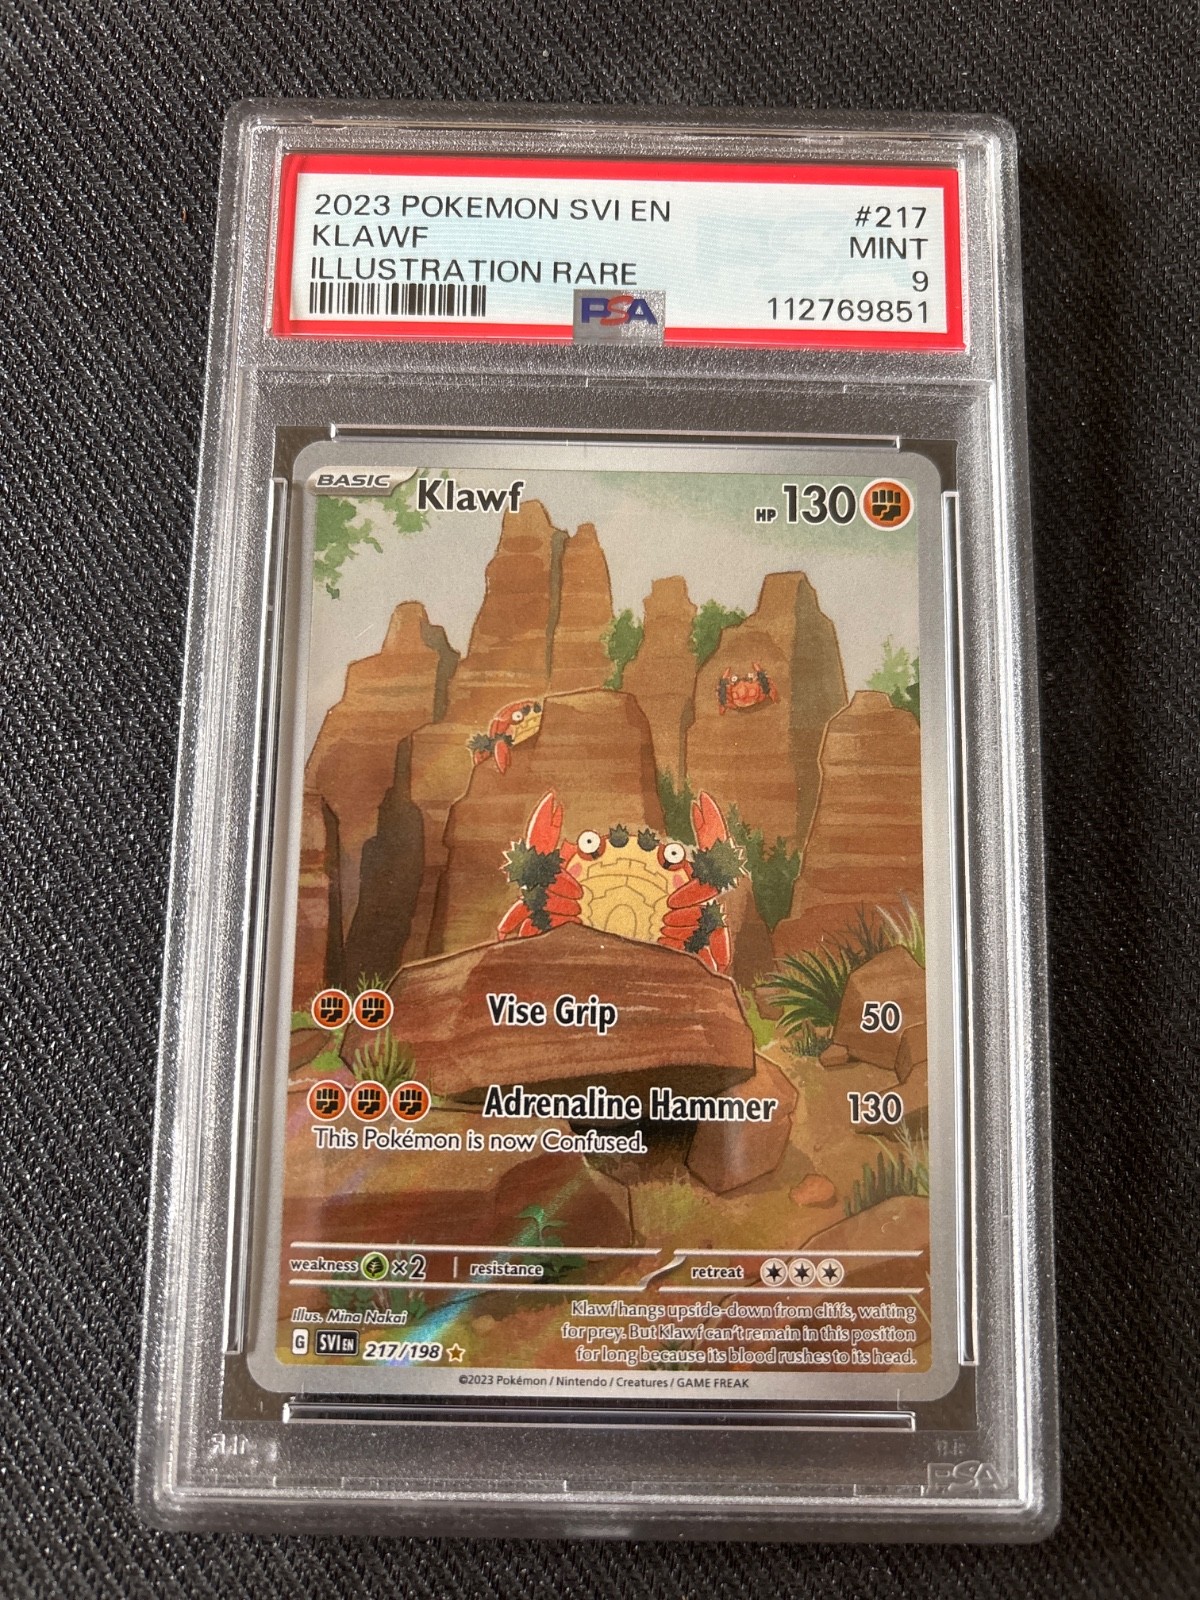 2023 POKEMON SVI EN #217
KLAWF MINT
ILLUSTRATION RARE 9
PSA 112769851
BASIC Klawf HP 130
Vise Grip 50
Adrenaline Hammer 130
This Pokémon is now Confused.
weakness ×2 resistance retreat
Illus. Mina Nakai
Klawf hangs upside-down from cliffs, waiting
for prey. But Klawf can't remain in this position
for long because its blood rushes to its head.
G SVI EN 217/198
©2023 Pokémon / Nintendo / Creatures / GAME FREAK
PSA